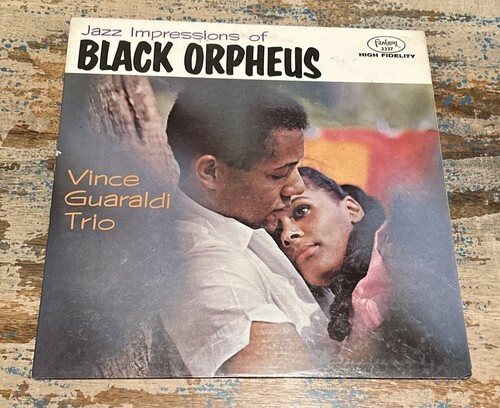 Jazz Impressions of
BLACK ORPHEUS
Fantasy
3337
HIGH FIDELITY
Vince
Guaraldi
Trio